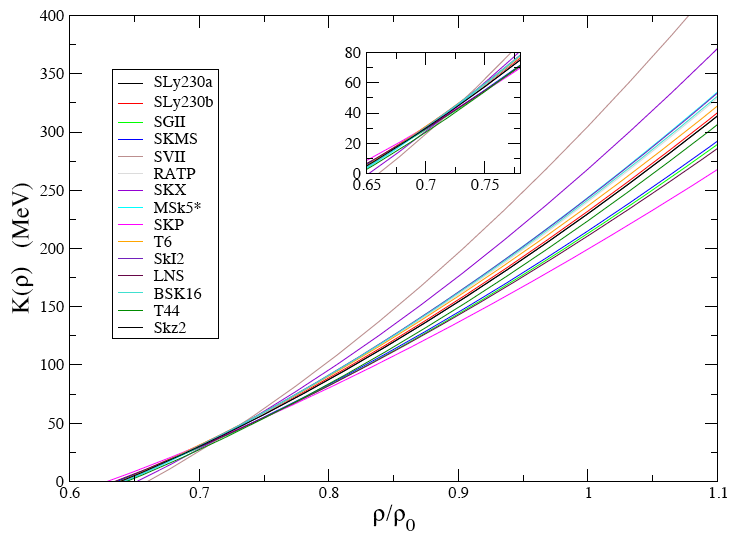 400
350
300
250
200
150
100
50
0
K(ρ) (MeV)
SLy230a
SLy230b
SGII
SKMS
SVII
RATP
SKX
MSk5*
SKP
T6
SkI2
LNS
BSK16
T44
Skz2
80
60
40
20
0
0.65 0.7 0.75
0.6 0.7 0.8 0.9 1 1.1
ρ/ρ0